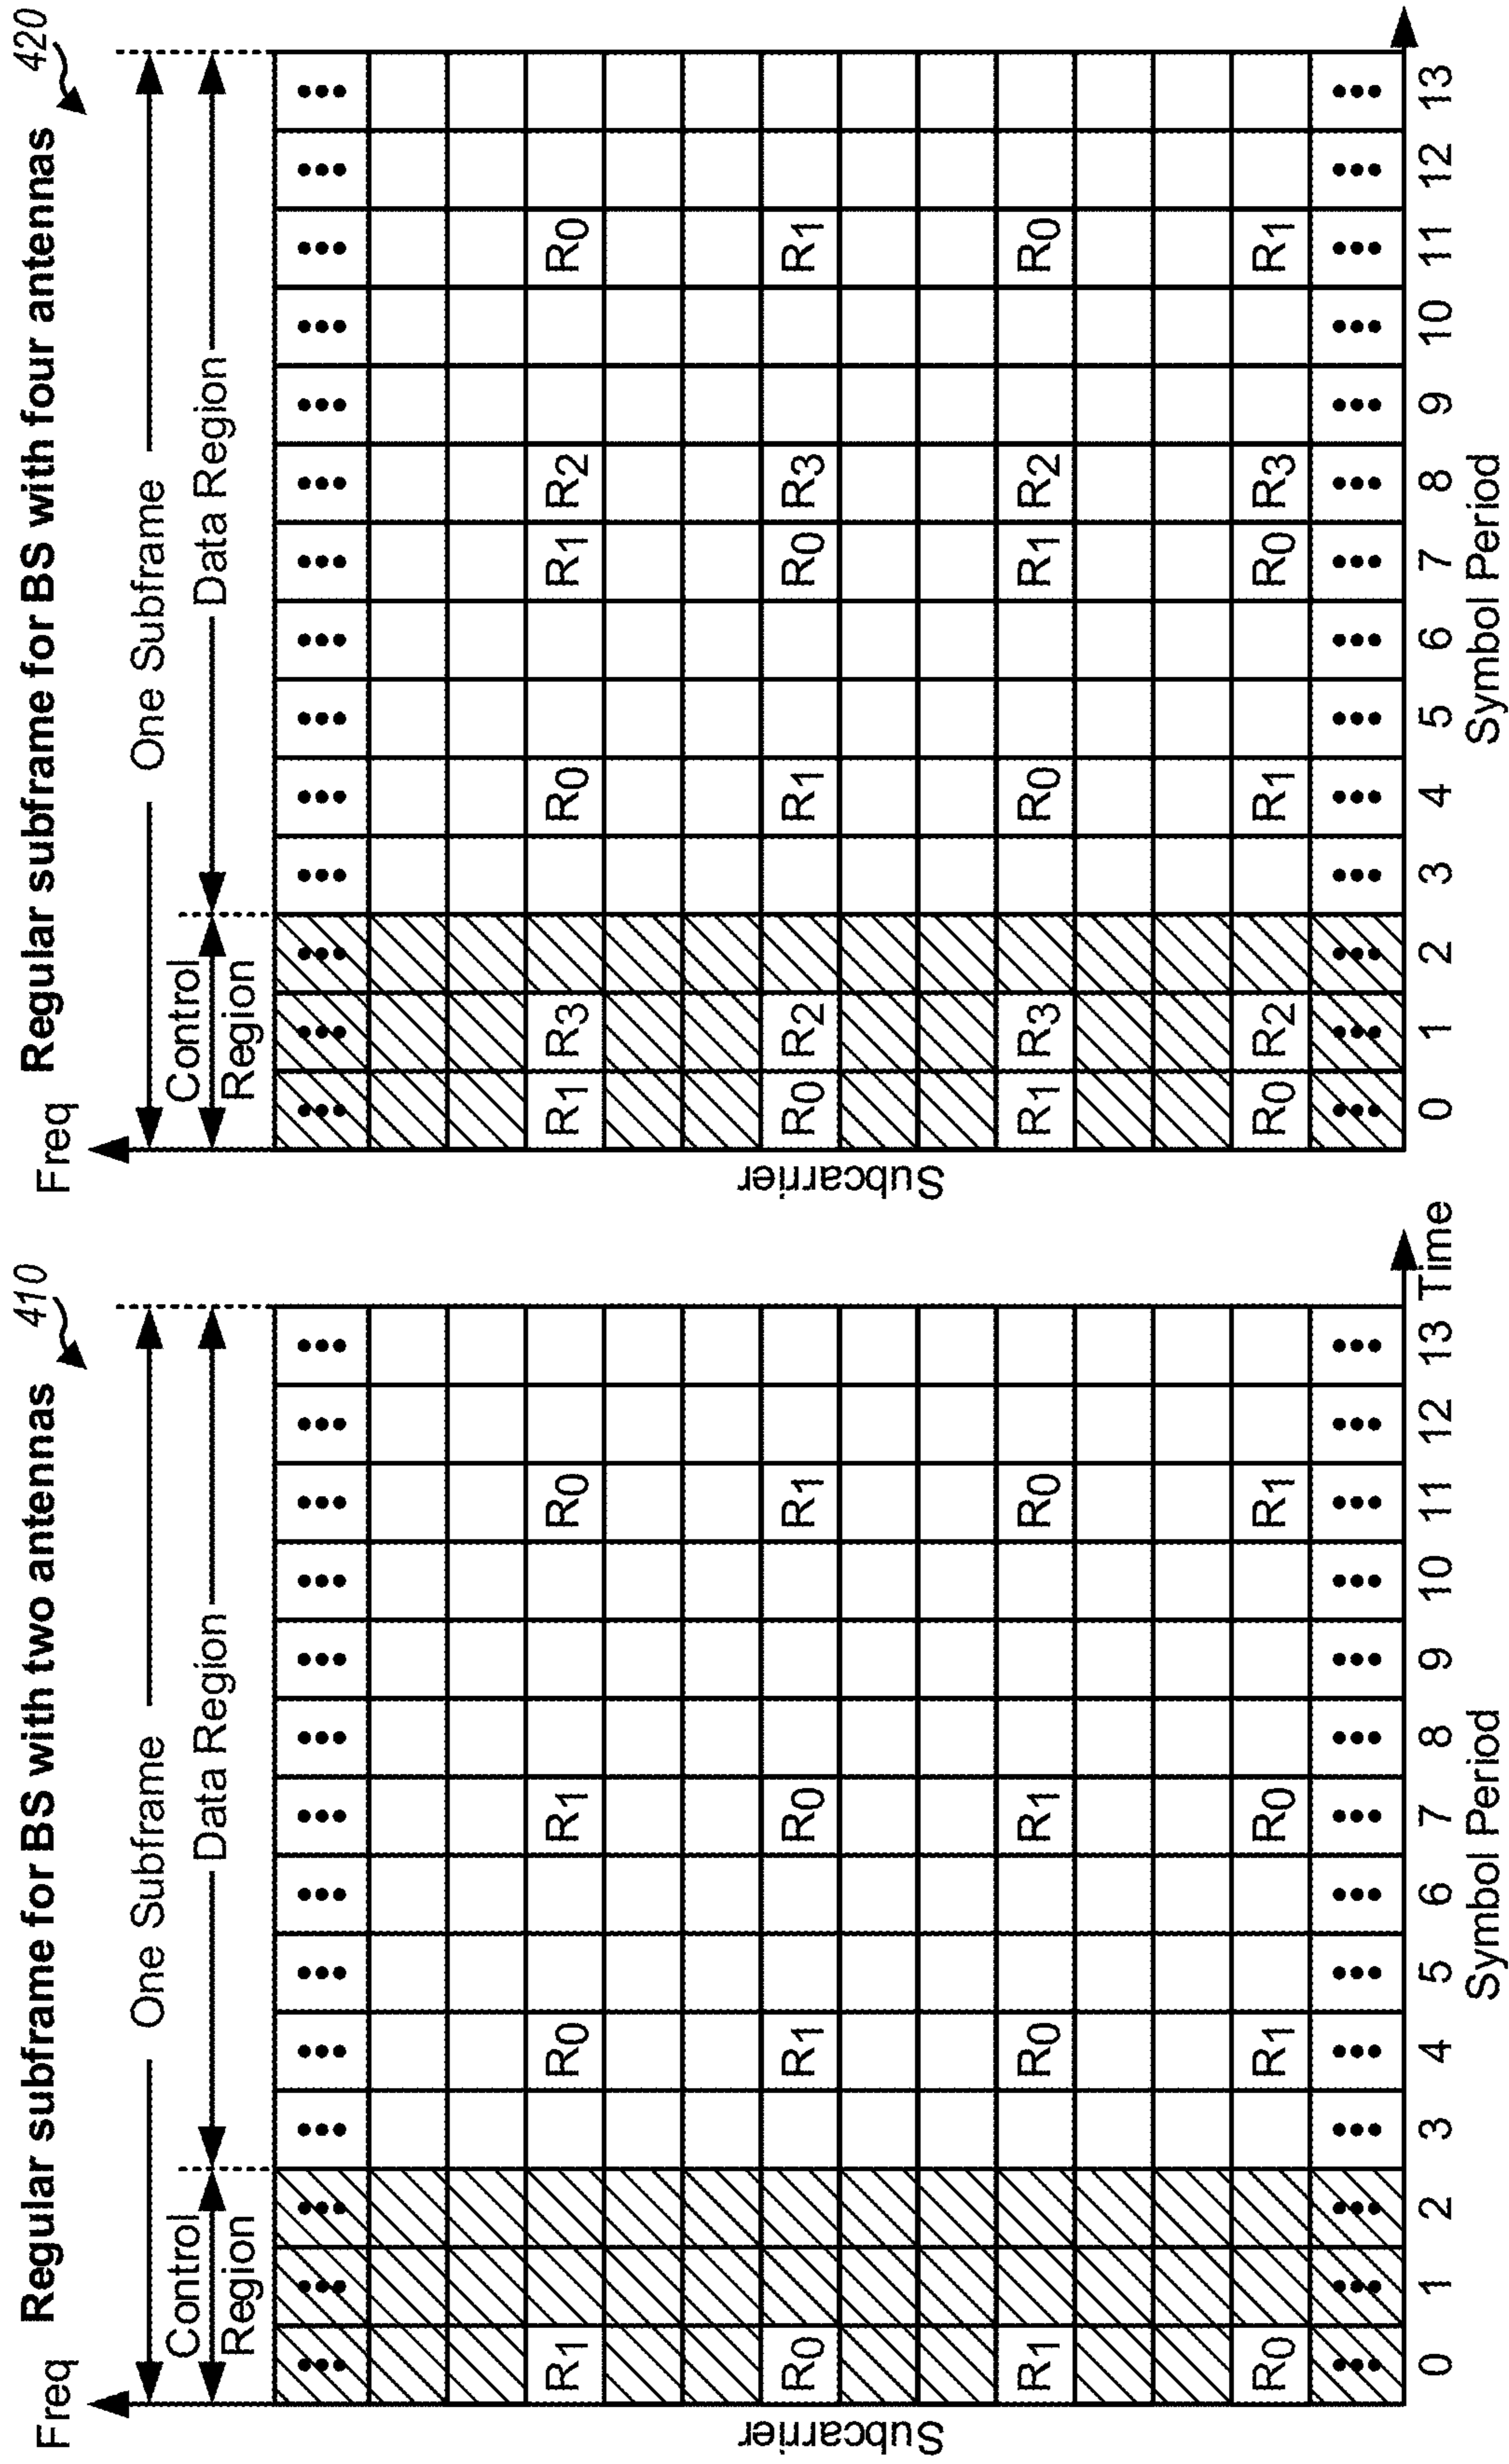 Regular subframe for BS with two antennas 410
Freq
One Subframe
Control Region
Data Region
••• ••• ••• ••• ••• ••• ••• ••• ••• ••• ••• ••• ••• •••
R1 R0 R1 R0
R0 R1 R0 R1
R1 R0 R1 R0
R0 R1 R0 R1
••• ••• ••• ••• ••• ••• ••• ••• ••• ••• ••• ••• ••• •••
Subcarrier
0 1 2 3 4 5 6 7 8 9 10 11 12 13 Time
Symbol Period
Regular subframe for BS with four antennas 420
Freq
One Subframe
Control Region
Data Region
••• ••• ••• ••• ••• ••• ••• ••• ••• ••• ••• ••• ••• •••
R1 R3 R0 R1 R2 R0
R0 R2 R1 R0 R3 R1
R1 R3 R0 R1 R2 R0
R0 R2 R1 R0 R3 R1
••• ••• ••• ••• ••• ••• ••• ••• ••• ••• ••• ••• ••• •••
Subcarrier
0 1 2 3 4 5 6 7 8 9 10 11 12 13
Symbol Period